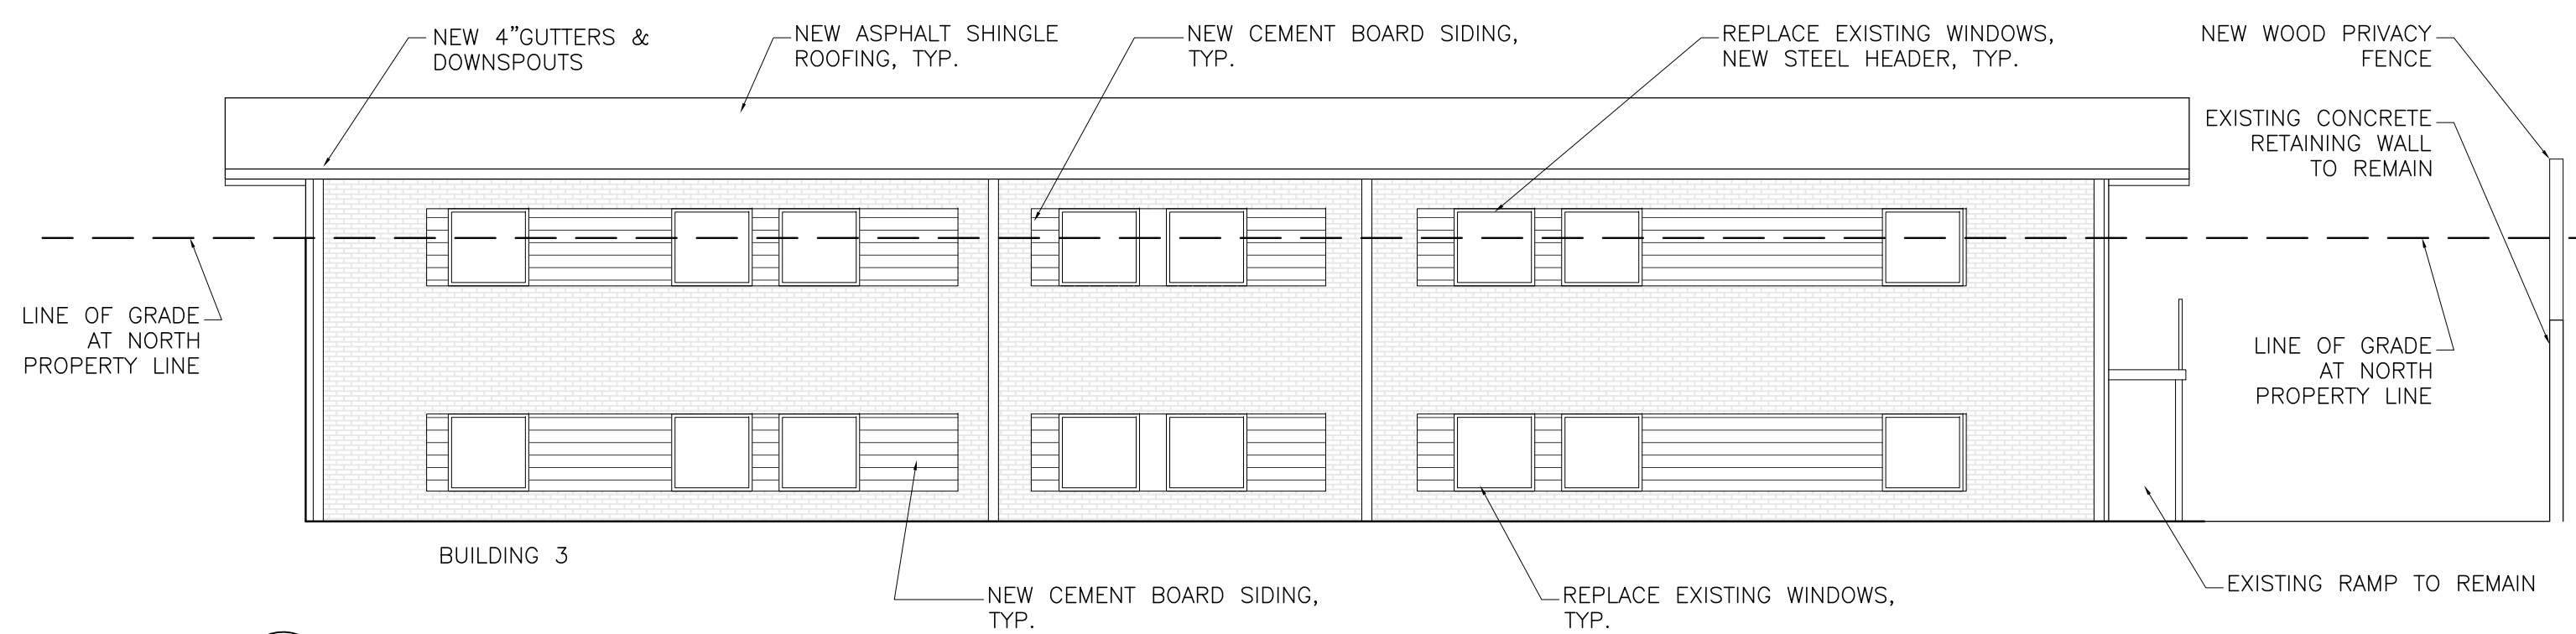 NEW 4"GUTTERS &
DOWNSPOUTS
NEW ASPHALT SHINGLE
ROOFING, TYP.
NEW CEMENT BOARD SIDING,
TYP.
REPLACE EXISTING WINDOWS,
NEW STEEL HEADER, TYP.
NEW WOOD PRIVACY
FENCE
EXISTING CONCRETE
RETAINING WALL
TO REMAIN
LINE OF GRADE
AT NORTH
PROPERTY LINE
LINE OF GRADE
AT NORTH
PROPERTY LINE
BUILDING 3
NEW CEMENT BOARD SIDING,
TYP.
REPLACE EXISTING WINDOWS,
TYP.
EXISTING RAMP TO REMAIN